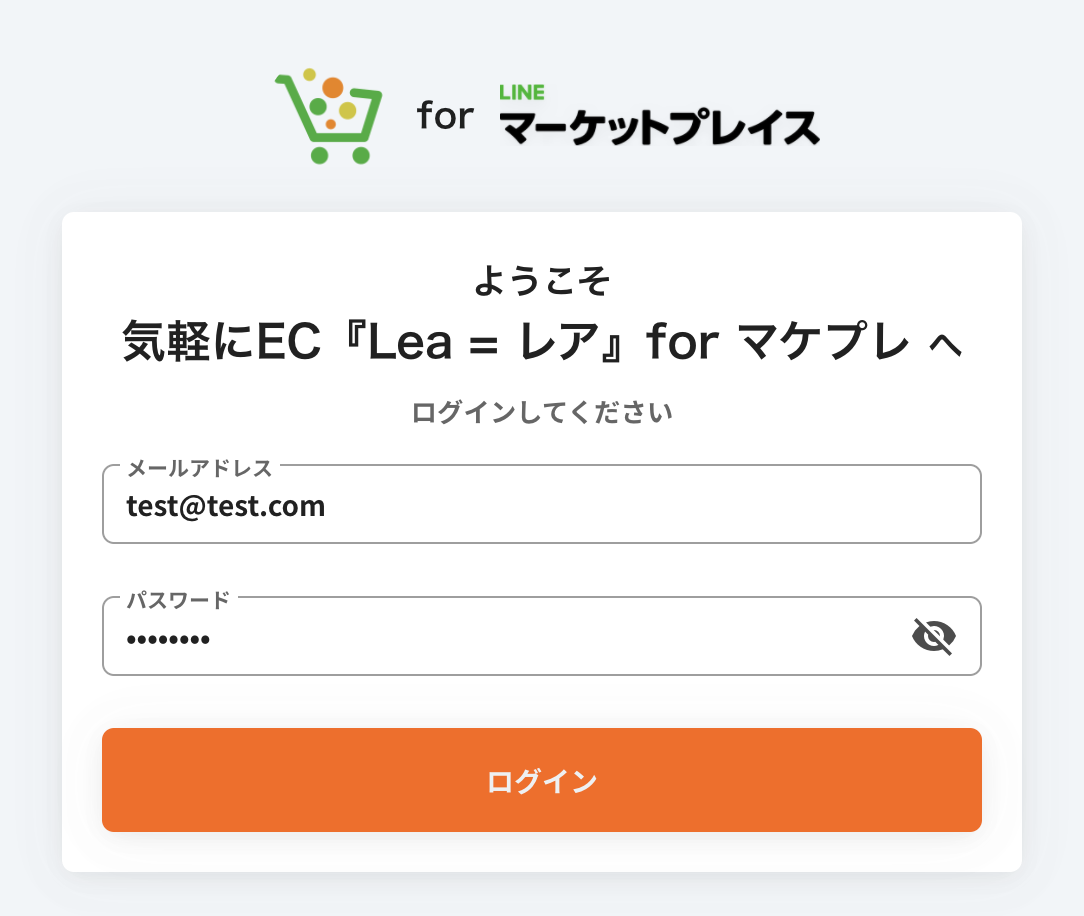 for
LINE
マーケットプレイス
ようこそ
気軽にEC『Lea = レア』for マケプレ へ
ログインしてください
メールアドレス
test@test.com
パスワード
••••••••
ログイン